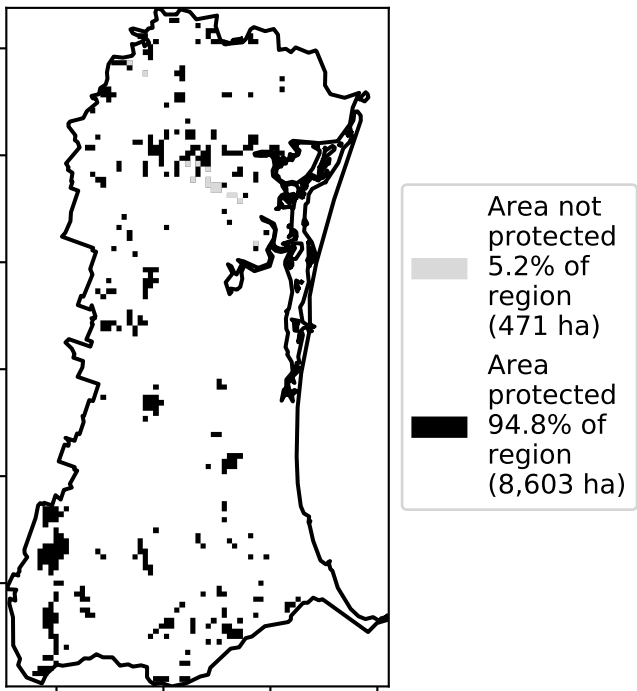 Area not
protected
5.2% of
region
(471 ha)
Area
protected
94.8% of
region
(8,603 ha)